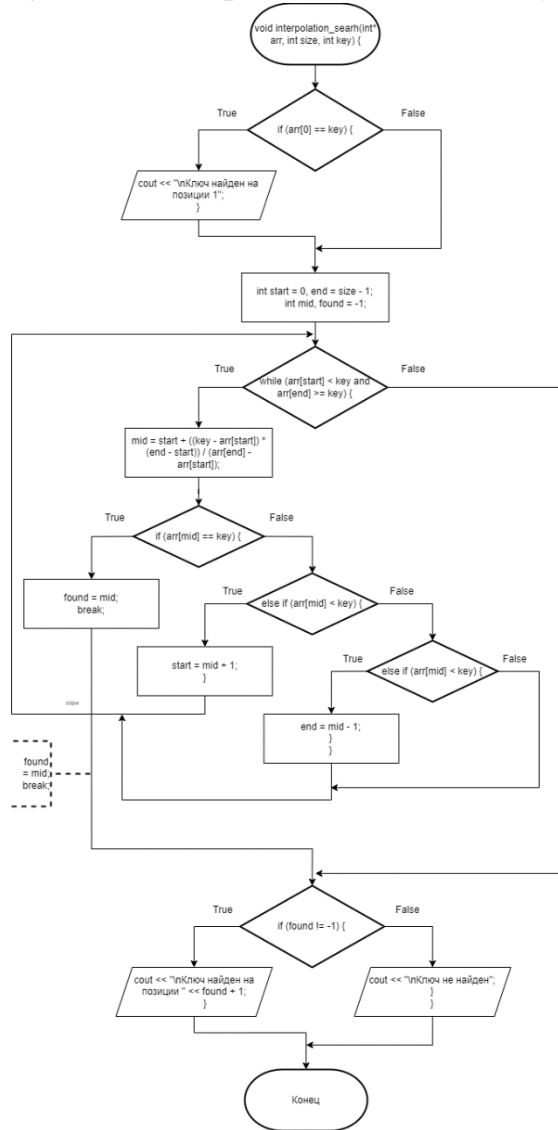 void interpolation_searh(int*
arr, int size, int key) {
True
False
if (arr[0] == key) {
cout << "\nКлюч найден на
позиции 1";
}
int start = 0, end = size - 1;
int mid, found = -1;
True
False
while (arr[start] < key and
arr[end] >= key) {
mid = start + ((key - arr[start]) *
(end - start)) / (arr[end] -
arr[start]);
True
False
if (arr[mid] == key) {
found = mid;
break;
True
False
else if (arr[mid] < key) {
start = mid + 1;
}
True
False
else if (arr[mid] < key) {
end = mid - 1;
}
}
found
= mid;
break;
True
False
if (found != -1) {
cout << "\nКлюч найден на
позиции " << found + 1;
}
cout << "\nКлюч не найден";
}
}
Конец